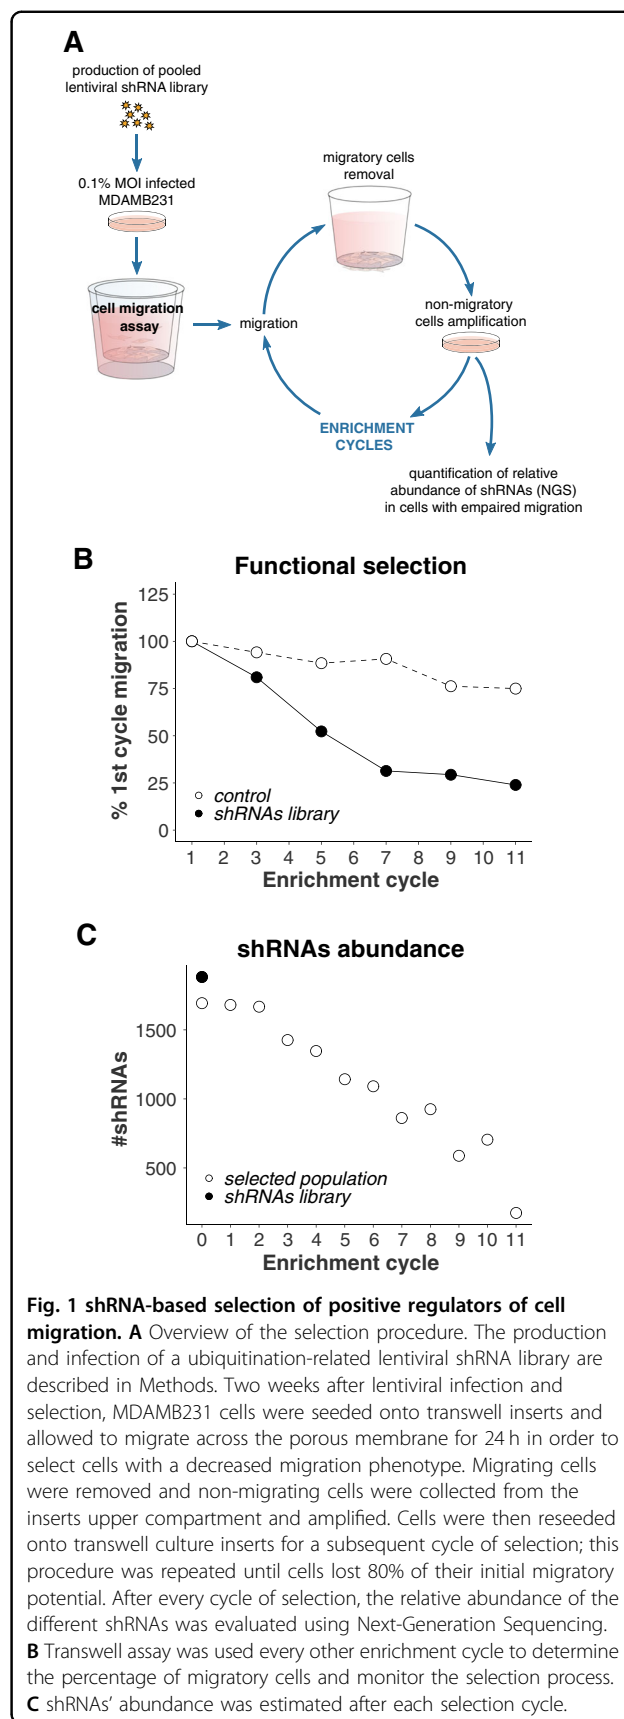 A
production of pooled
lentiviral shRNA library
0.1% MOI infected
MDAMB231
cell migration
assay
migration
migratory cells
removal
non-migratory
cells amplification
ENRICHMENT
CYCLES
quantification of relative
abundance of shRNAs (NGS)
in cells with empaired migration
B
Functional selection
% 1st cycle migration
125
100
75
50
25
0
control
shRNAs library
1 2 3 4 5 6 7 8 9 10 11
Enrichment cycle
C
shRNAs abundance
#shRNAs
1500
1000
500
selected population
shRNAs library
0 1 2 3 4 5 6 7 8 9 10 11
Enrichment cycle
Fig. 1 shRNA-based selection of positive regulators of cell
migration. A Overview of the selection procedure. The production
and infection of a ubiquitination-related lentiviral shRNA library are
described in Methods. Two weeks after lentiviral infection and
selection, MDAMB231 cells were seeded onto transwell inserts and
allowed to migrate across the porous membrane for 24 h in order to
select cells with a decreased migration phenotype. Migrating cells
were removed and non-migrating cells were collected from the
inserts upper compartment and amplified. Cells were then reseeded
onto transwell culture inserts for a subsequent cycle of selection; this
procedure was repeated until cells lost 80% of their initial migratory
potential. After every cycle of selection, the relative abundance of the
different shRNAs was evaluated using Next-Generation Sequencing.
B Transwell assay was used every other enrichment cycle to determine
the percentage of migratory cells and monitor the selection process.
C shRNAs' abundance was estimated after each selection cycle.